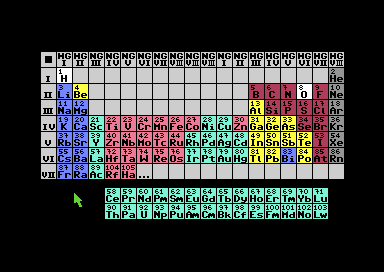 HG HG NG NG NG NG NG NG NG NG NG NG HG HG HG HG HG HG
I II III IV V VI VII VIII VIII VIII I II III IV V VI VII VIII
1 2
I H He
3 4 5 6 7 8 9 10
II Li Be B C N O F Ne
11 12 13 14 15 16 17 18
III Na Mg Al Si P S Cl Ar
19 20 21 22 23 24 25 26 27 28 29 30 31 32 33 34 35 36
IV K Ca Sc Ti V Cr Mn Fe Co Ni Cu Zn Ga Ge As Se Br Kr
37 38 39 40 41 42 43 44 45 46 47 48 49 50 51 52 53 54
V Rb Sr Y Zr Nb Mo Tc Ru Rh Pd Ag Cd In Sn Sb Te I Xe
55 56 57 72 73 74 75 76 77 78 79 80 81 82 83 84 85 86
VI Cs Ba La Hf Ta W Re Os Ir Pt Au Hg Tl Pb Bi Po At Rn
87 88 89 104 105
VII Fr Ra Ac Rf Ha ...
58 59 60 61 62 63 64 65 66 67 68 69 70 71
Ce Pr Nd Pm Sm Eu Gd Tb Dy Ho Er Tm Yb Lu
90 91 92 93 94 95 96 97 98 99 100 101 102 103
Th Pa U Np Pu Am Cm Bk Cf Es Fm Md No Lw